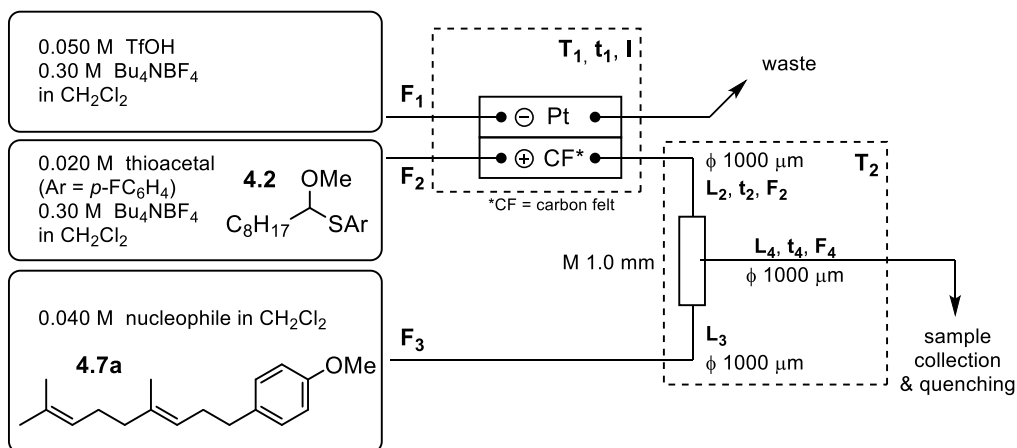 0.050 M TfOH
0.30 M Bu₄NBF₄
in CH₂Cl₂
F₁
T₁, t₁, I
⊖ Pt
waste
0.020 M thioacetal
(Ar = p-FC₆H₄)
0.30 M Bu₄NBF₄
in CH₂Cl₂
4.2
OMe
C₈H₁₇
SAr
F₂
⊕ CF*
*CF = carbon felt
ϕ 1000 μm
T₂
L₂, t₂, F₂
M 1.0 mm
L₄, t₄, F₄
ϕ 1000 μm
0.040 M nucleophile in CH₂Cl₂
4.7a
OMe
F₃
L₃
ϕ 1000 μm
sample
collection
& quenching